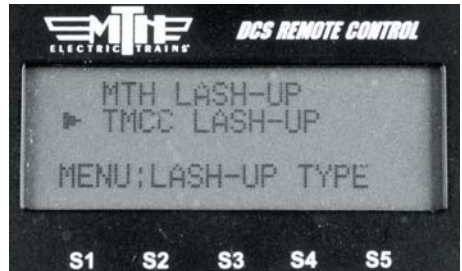 MTH DCS REMOTE CONTROL
ELECTRIC TRAINS
MTH LASH-UP
TMCC LASH-UP
MENU:LASH-UP TYPE
S1 S2 S3 S4 S5